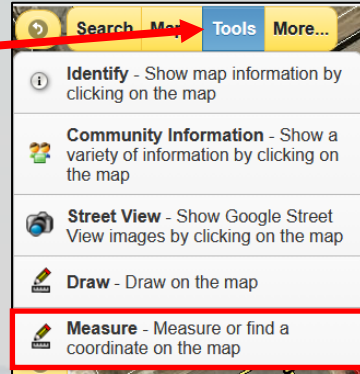 Search Map Tools More...
Identify - Show map information by
clicking on the map
Community Information - Show a
variety of information by clicking on
the map
Street View - Show Google Street
View images by clicking on the map
Draw - Draw on the map
Measure - Measure or find a
coordinate on the map